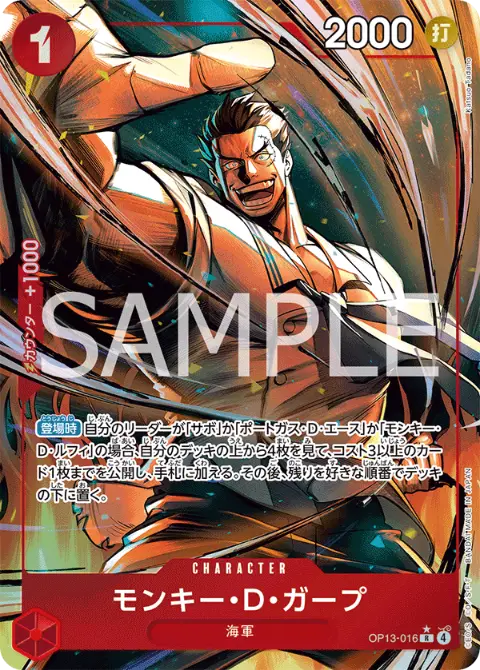 1
2000 打
Katsuo Tadano
カウンター +1000
SAMPLE
登場時 自分のリーダーが「サボ」か「ポートガス・D・エース」か「モンキー・
D・ルフィ」の場合、自分のデッキの上から4枚を見て、コスト3以上のカー
ド1枚までを公開し、手札に加える。その後、残りを好きな順番でデッキ
の下に置く。
CHARACTER
モンキー・D・ガープ
海軍
OP13-016 R 4
BANDAI MADE IN JAPAN